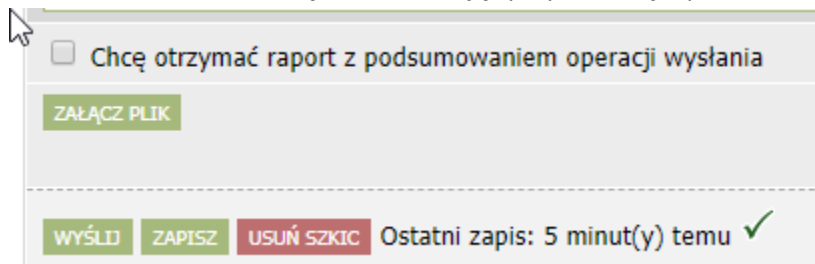 Chcę otrzymać raport z podsumowaniem operacji wysłania
ZAŁĄCZ PLIK
WYŚLIJ ZAPISZ USUŃ SZKIC Ostatni zapis: 5 minut(y) temu